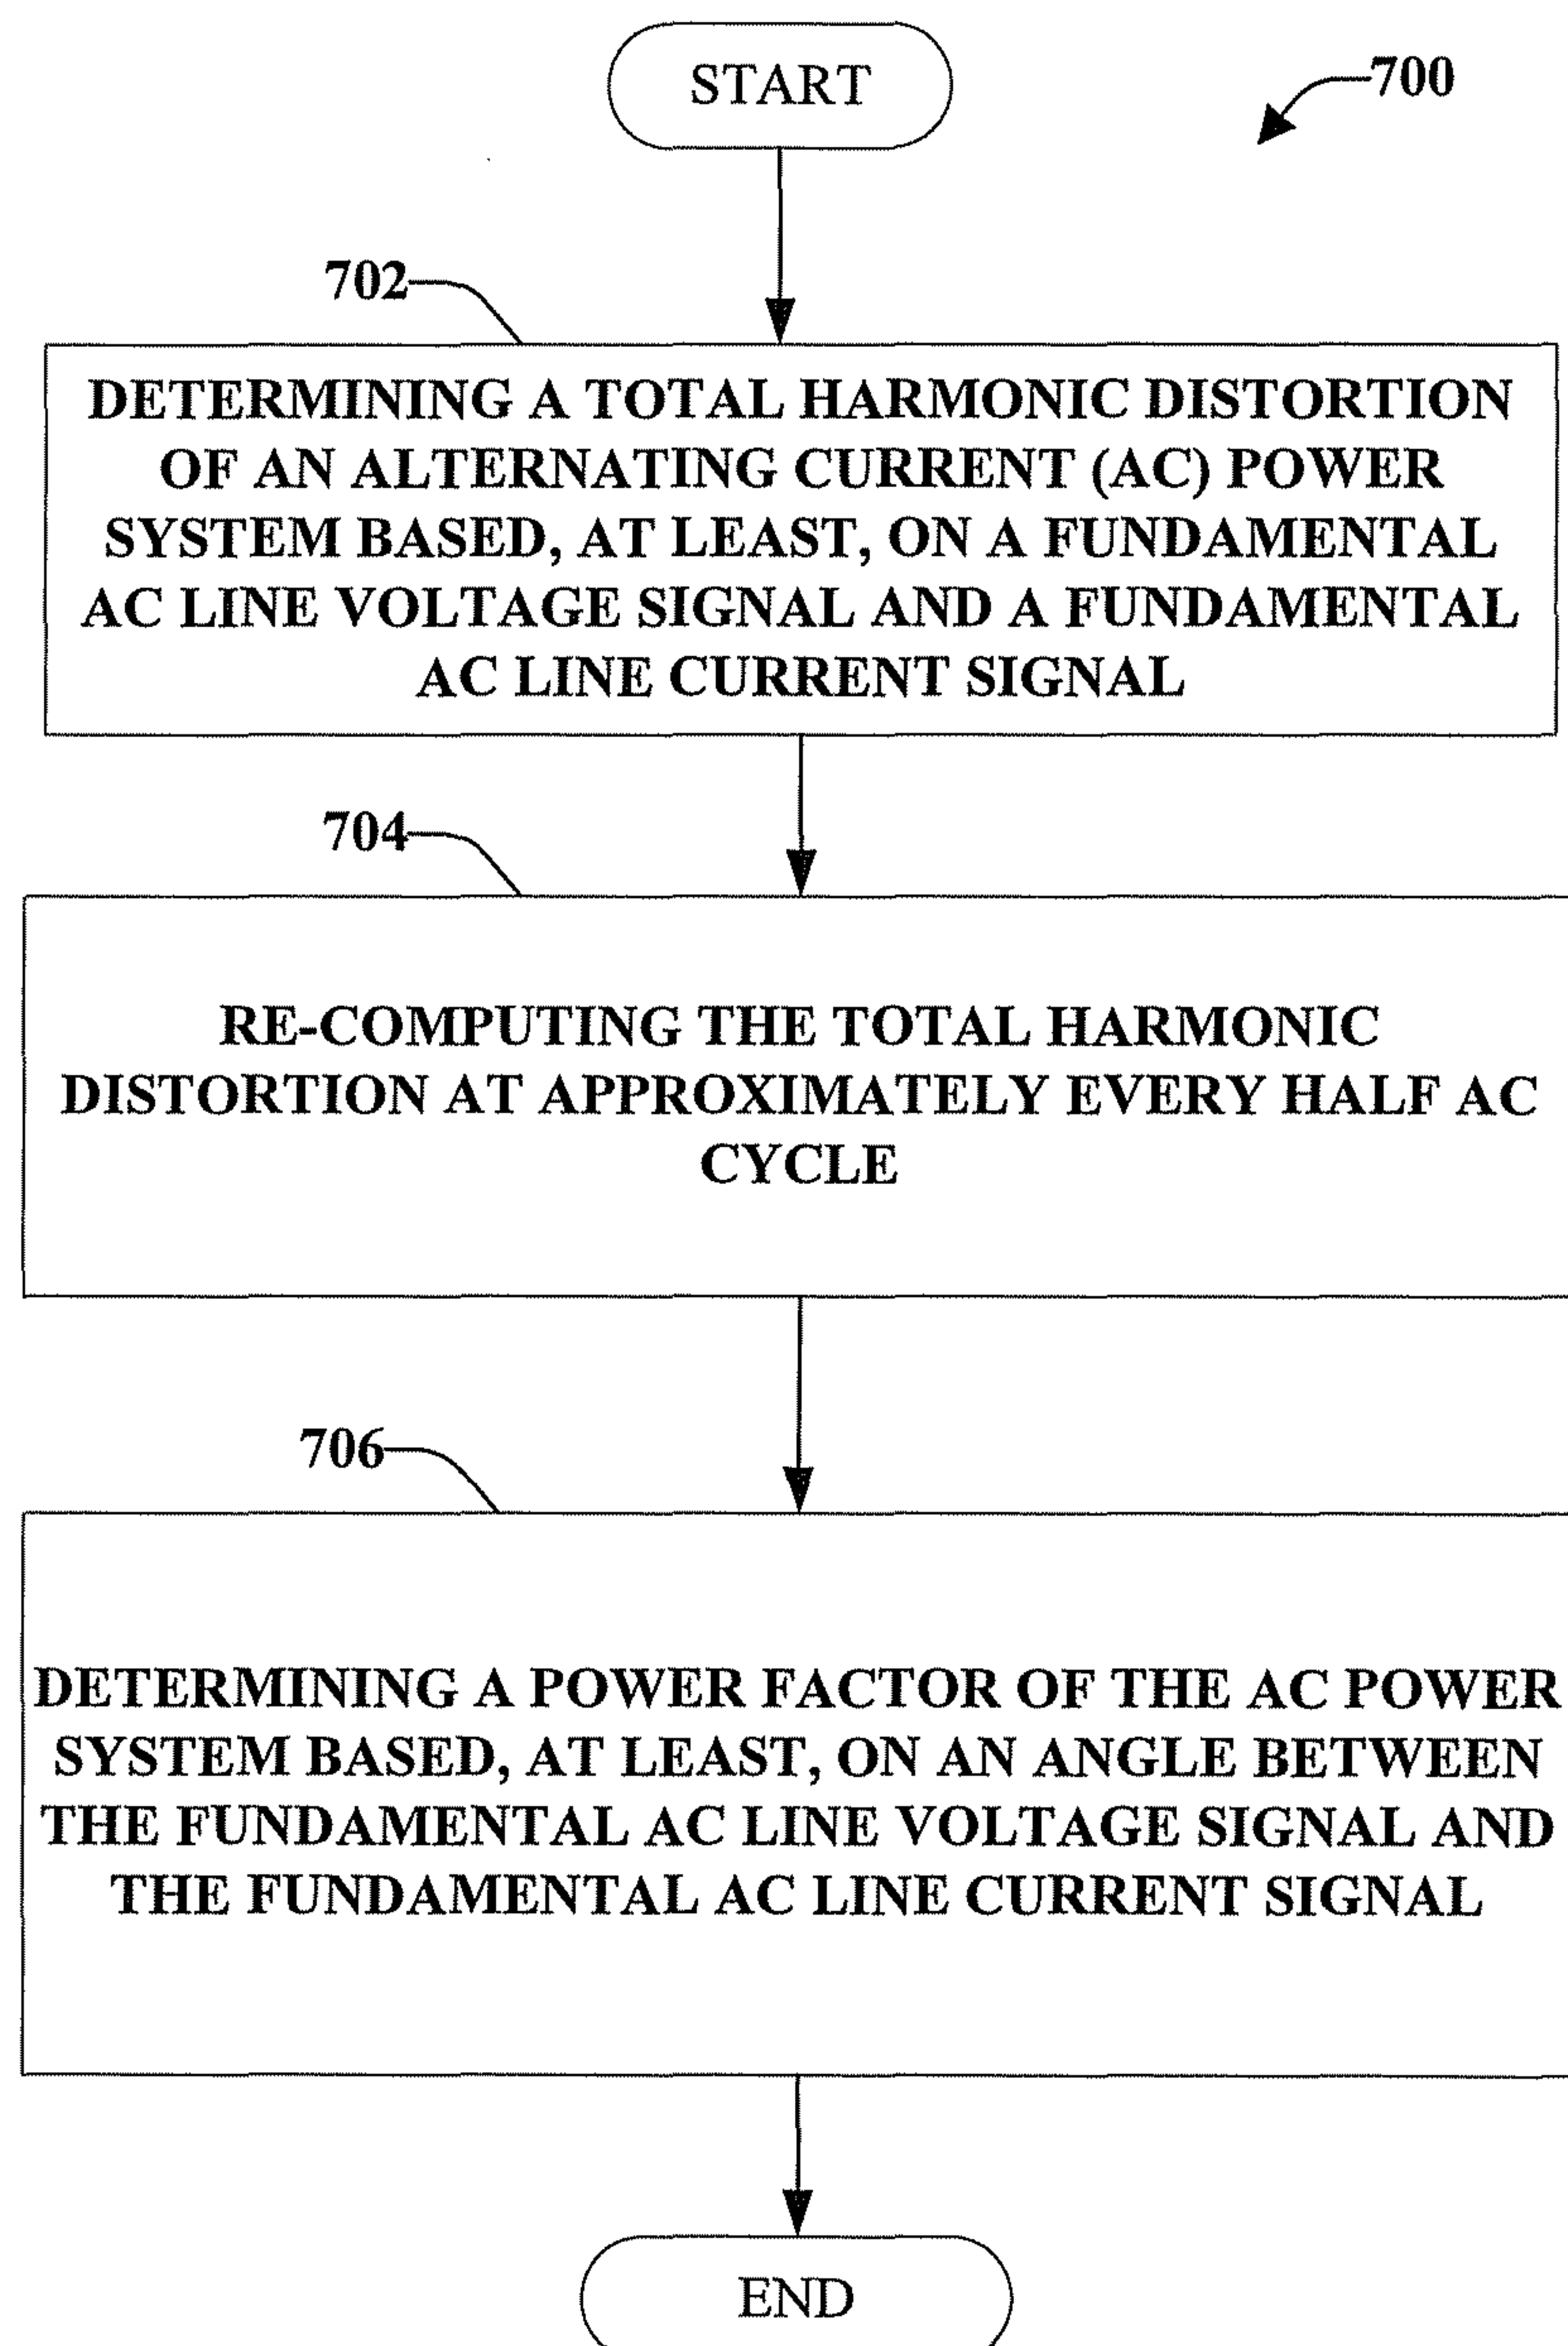 START
700
702
DETERMINING A TOTAL HARMONIC DISTORTION
OF AN ALTERNATING CURRENT (AC) POWER
SYSTEM BASED, AT LEAST, ON A FUNDAMENTAL
AC LINE VOLTAGE SIGNAL AND A FUNDAMENTAL
AC LINE CURRENT SIGNAL
704
RE-COMPUTING THE TOTAL HARMONIC
DISTORTION AT APPROXIMATELY EVERY HALF AC
CYCLE
706
DETERMINING A POWER FACTOR OF THE AC POWER
SYSTEM BASED, AT LEAST, ON AN ANGLE BETWEEN
THE FUNDAMENTAL AC LINE VOLTAGE SIGNAL AND
THE FUNDAMENTAL AC LINE CURRENT SIGNAL
END